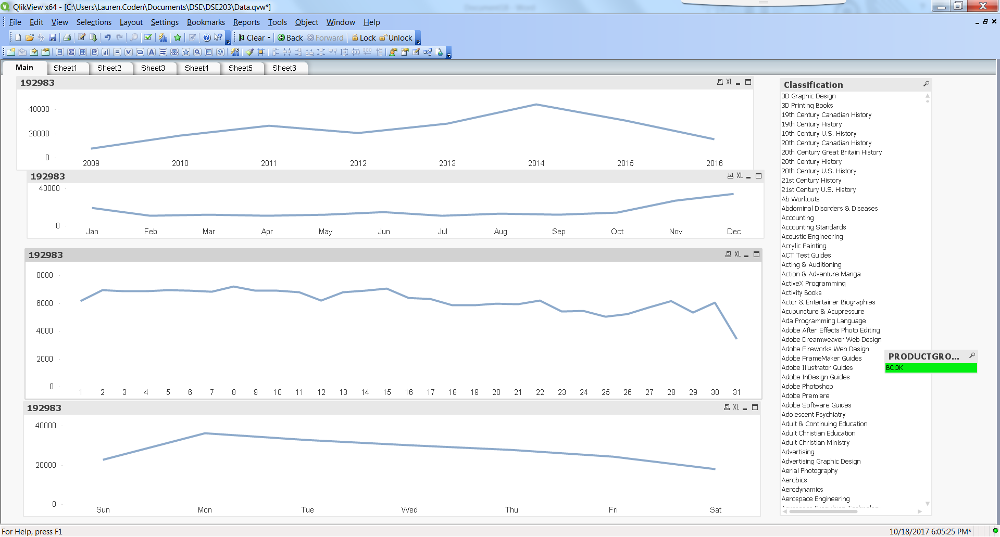 QlikView x64 - [C:\Users\Lauren.Coden\Documents\DSE\DSE203\Data.qvw*]
File Edit View Selections Layout Settings Bookmarks Reports Tools Object Window Help
Clear Back Forward Lock Unlock
Main Sheet1 Sheet2 Sheet3 Sheet4 Sheet5 Sheet6
192983 XL
40000
20000
0
2009 2010 2011 2012 2013 2014 2015 2016
192983 XL
40000
0
Jan Feb Mar Apr May Jun Jul Aug Sep Oct Nov Dec
192983 XL
8000
6000
4000
2000
0
1 2 3 4 5 6 7 8 9 10 11 12 13 14 15 16 17 18 19 20 21 22 23 24 25 26 27 28 29 30 31
192983 XL
40000
20000
0
Sun Mon Tue Wed Thu Fri Sat
Classification
3D Graphic Design
3D Printing Books
19th Century Canadian History
19th Century History
19th Century U.S. History
20th Century Canadian History
20th Century Great Britain History
20th Century History
20th Century U.S. History
21st Century History
21st Century U.S. History
Ab Workouts
Abdominal Disorders & Diseases
Accounting
Accounting Standards
Acoustic Engineering
Acrylic Painting
ACT Test Guides
Acting & Auditioning
Action & Adventure Manga
ActiveX Programming
Activity Books
Actor & Entertainer Biographies
Acupuncture & Acupressure
Ada Programming Language
Adobe After Effects Photo Editing
Adobe Dreamweaver Web Design
Adobe Fireworks Web Design
Adobe FrameMaker Guides
Adobe Illustrator Guides
Adobe InDesign Guides
Adobe Photoshop
Adobe Premiere
Adobe Software Guides
Adolescent Psychiatry
Adult & Continuing Education
Adult Christian Education
Adult Christian Ministry
Advertising
Advertising Graphic Design
Aerial Photography
Aerobics
Aerodynamics
Aerospace Engineering
PRODUCTGRO...
BOOK
For Help, press F1
10/18/2017 6:05:25 PM*